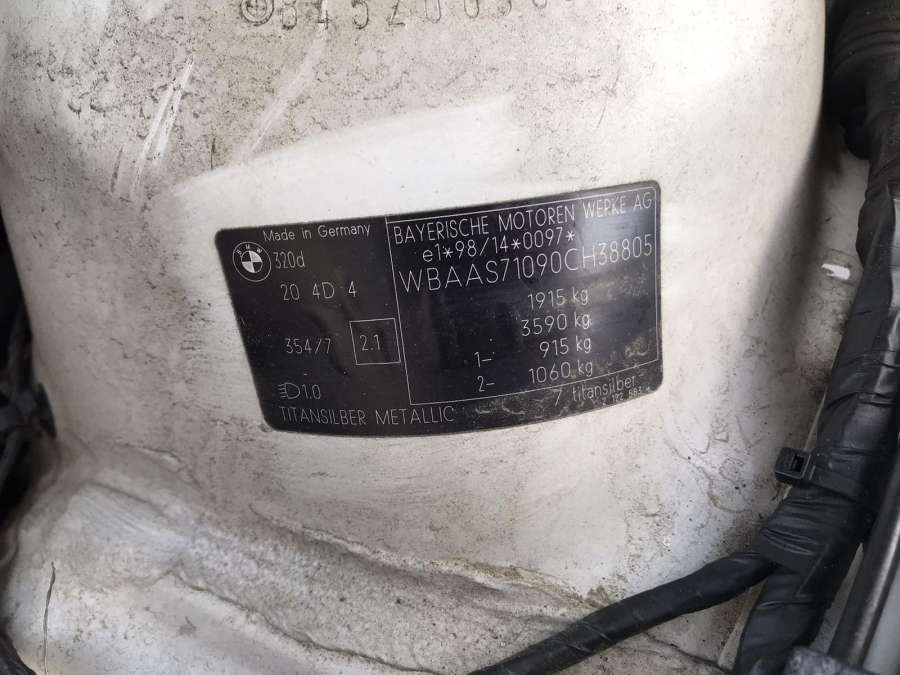 Made in Germany
BMW
320d
20 4D 4
354/7 2.1
-
1.0
TITANSILBER METALLIC
BAYERISCHE MOTOREN WERKE AG
e1*98/14*0097*
WBAAS71090CH38805
1915 kg
3590 kg
1- 915 kg
2- 1060 kg
7 titansilber